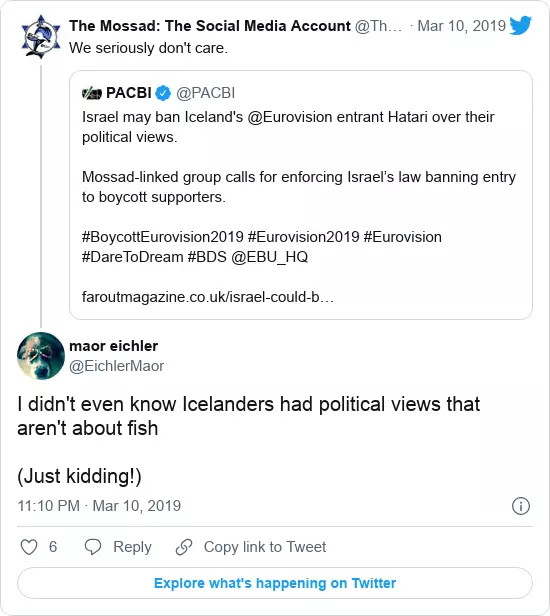 The Mossad: The Social Media Account @Th... · Mar 10, 2019
We seriously don't care.
PACBI @PACBI
Israel may ban Iceland's @Eurovision entrant Hatari over their
political views.
Mossad-linked group calls for enforcing Israel's law banning entry
to boycott supporters.
#BoycottEurovision2019 #Eurovision2019 #Eurovision
#DareToDream #BDS @EBU_HQ
faroutmagazine.co.uk/israel-could-b…
maor eichler
@EichlerMaor
I didn't even know Icelanders had political views that
aren't about fish
(Just kidding!)
11:10 PM · Mar 10, 2019
6 Reply Copy link to Tweet
Explore what's happening on Twitter